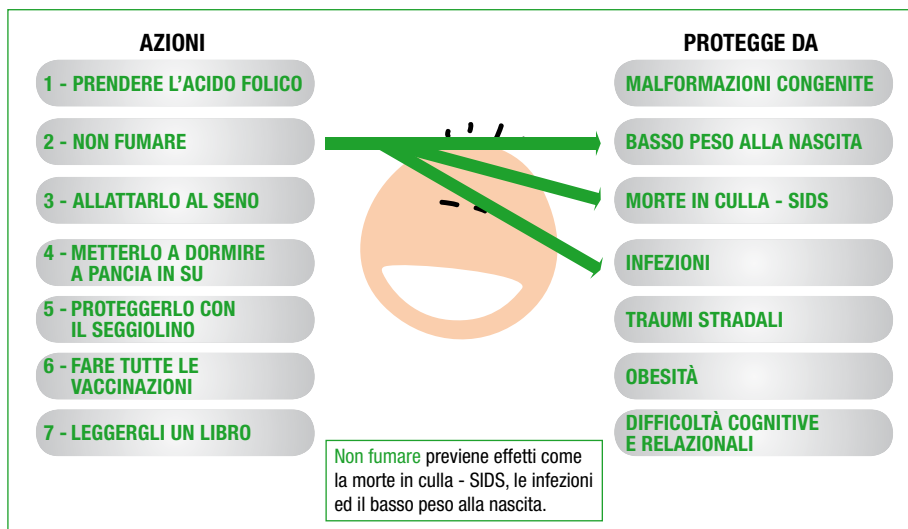 AZIONI
1 - PRENDERE L'ACIDO FOLICO
2 - NON FUMARE
3 - ALLATTARLO AL SENO
4 - METTERLO A DORMIRE
A PANCIA IN SU
5 - PROTEGGERLO CON
IL SEGGIOLINO
6 - FARE TUTTE LE
VACCINAZIONI
7 - LEGGERGLI UN LIBRO
PROTEGGE DA
MALFORMAZIONI CONGENITE
BASSO PESO ALLA NASCITA
MORTE IN CULLA - SIDS
INFEZIONI
TRAUMI STRADALI
OBESITÀ
DIFFICOLTÀ COGNITIVE
E RELAZIONALI
Non fumare previene effetti come
la morte in culla - SIDS, le infezioni
ed il basso peso alla nascita.